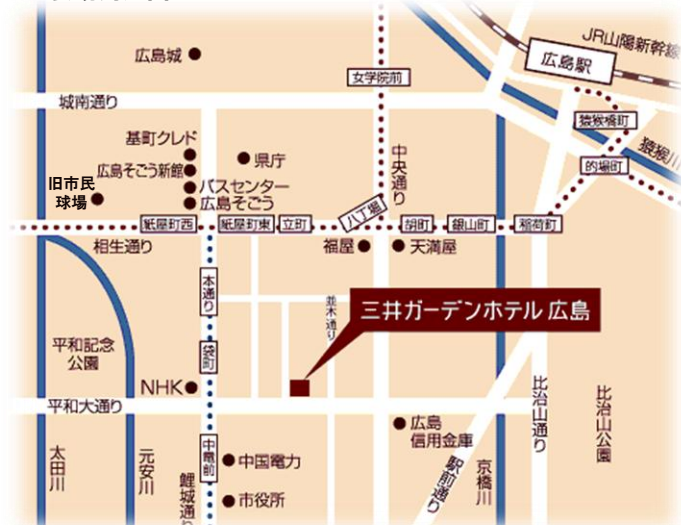 JR山陽新幹線
広島駅
広島城
女学院前
城南通り
猿猴橋町
猿猴川
基町クレド
県庁
中央通り
広島そごう新館
的場町
旧市民
球場
バスセンター
広島そごう
八丁堀
紙屋町西
紙屋町東
立町
胡町
銀山町
稲荷町
相生通り
福屋
天満屋
本通り
並木通り
三井ガーデンホテル 広島
平和記念
公園
袋町
NHK
平和大通り
比治山通り
比治山公園
広島
信用金庫
中電前
中国電力
太田川
元安川
鯉城通り
市役所
駅前通り
京橋川